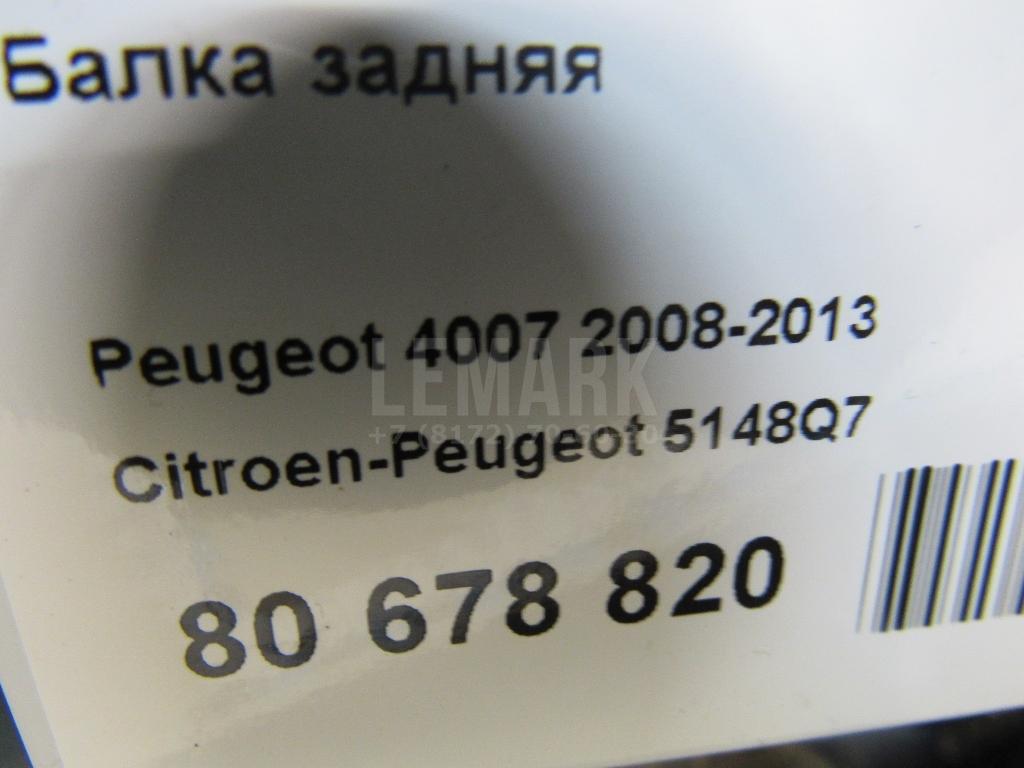 Балка задняя
Peugeot 4007 2008-2013
LEMARK
Citroen-Peugeot 5148Q7
80 678 820